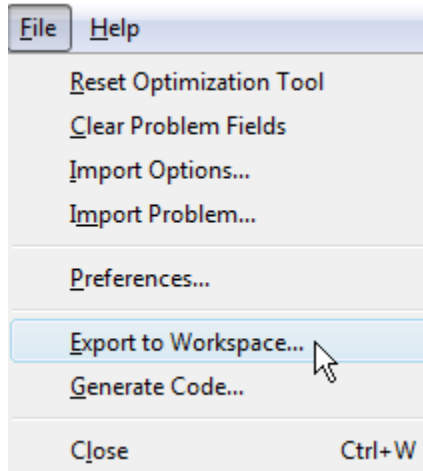 File Help
Reset Optimization Tool
Clear Problem Fields
Import Options...
Import Problem...
Preferences...
Export to Workspace...
Generate Code...
Close Ctrl+W